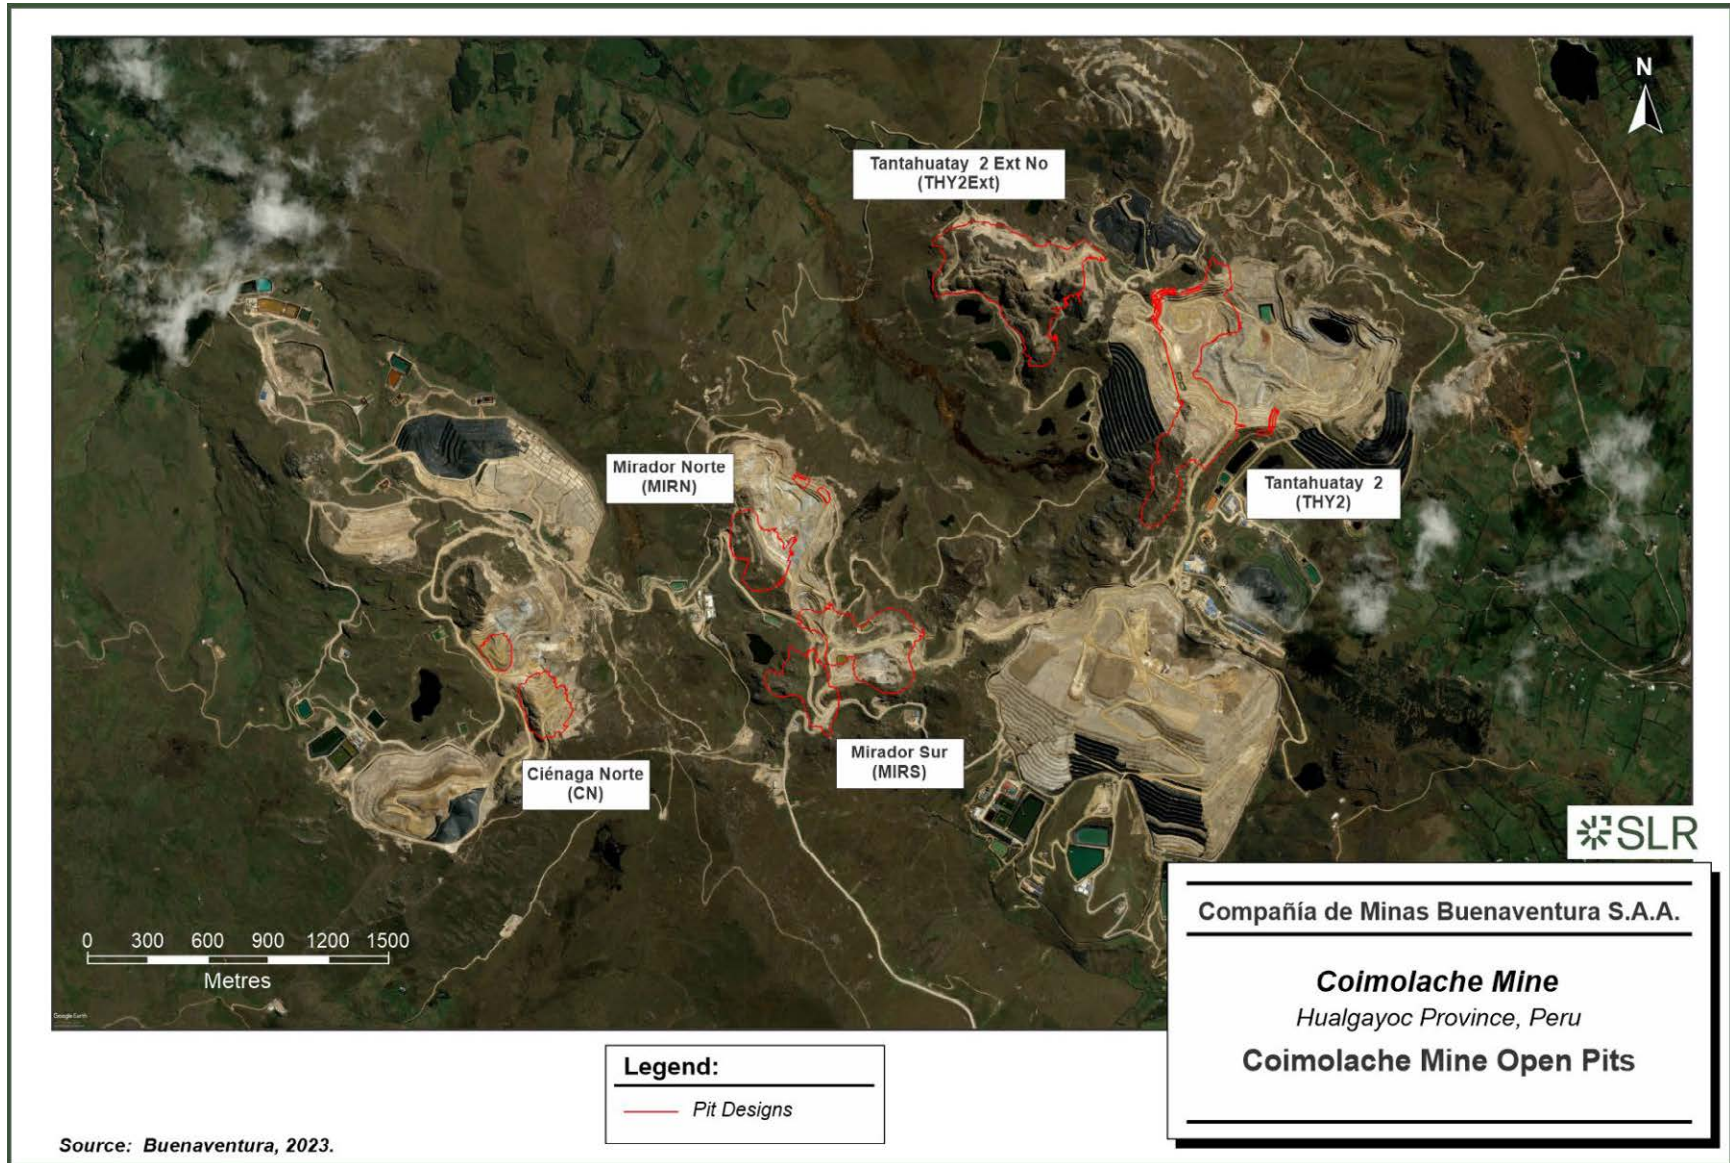 N
Tantahuatay 2 Ext No
(THY2Ext)
Mirador Norte
(MIRN)
Tantahuatay 2
(THY2)
Mirador Sur
(MIRS)
Ciénaga Norte
(CN)
SLR
0 300 600 900 1200 1500
Metres
Google Earth
Compañía de Minas Buenaventura S.A.A.
Coimolache Mine
Hualgayoc Province, Peru
Coimolache Mine Open Pits
Legend:
Pit Designs
Source: Buenaventura, 2023.